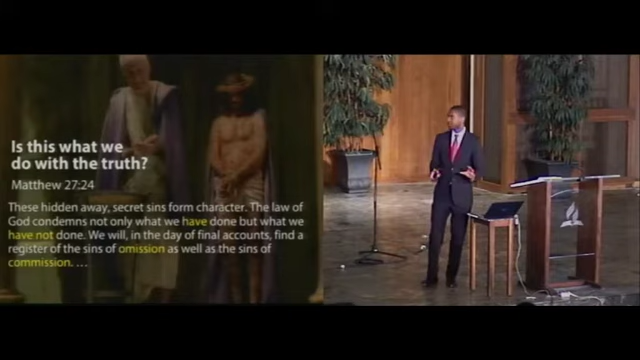 Is this what we
do with the truth?
Matthew 27:24
These hidden away, secret sins form character. The law of
God condemns not only what we have done but what we
have not done. We will, in the day of final accounts, find a
register of the sins of omission as well as the sins of
commission. ...